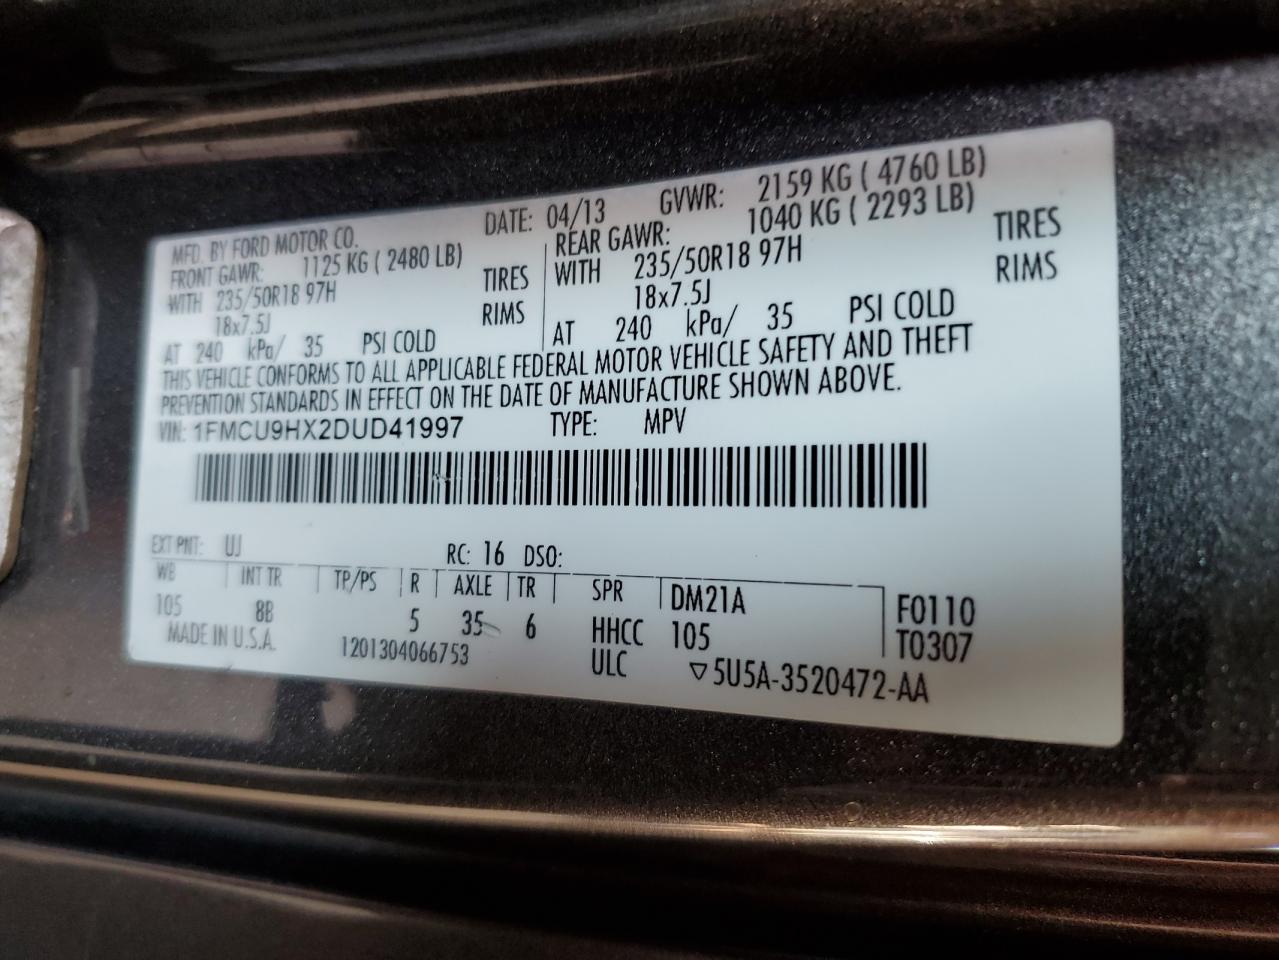 MFD. BY FORD MOTOR CO. DATE: 04/13 GVWR: 2159 KG ( 4760 LB)
FRONT GAWR: 1125 KG ( 2480 LB) REAR GAWR: 1040 KG ( 2293 LB)
WITH 235/50R18 97H TIRES WITH 235/50R18 97H TIRES
18x7.5J RIMS 18x7.5J RIMS
AT 240 kPa/ 35 PSI COLD AT 240 kPa/ 35 PSI COLD
THIS VEHICLE CONFORMS TO ALL APPLICABLE FEDERAL MOTOR VEHICLE SAFETY AND THEFT
PREVENTION STANDARDS IN EFFECT ON THE DATE OF MANUFACTURE SHOWN ABOVE.
VIN: 1FMCU9HX2DUD41997 TYPE: MPV
EXT PNT: UJ RC: 16 DSO:
WB INT TR TP/PS R AXLE TR SPR DM21A F0110
105 8B 5 35 6 HHCC 105 T0307
MADE IN U.S.A. 1201304066753 ULC ▽5U5A-3520472-AA